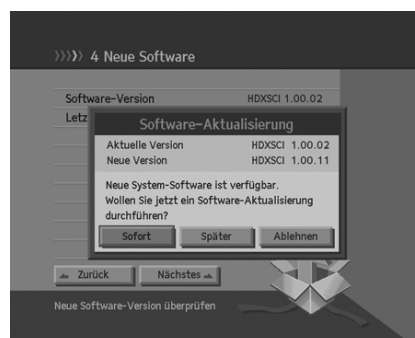 4 Neue Software
Software-Version HDXSCI 1.00.02
Letz
Software-Aktualisierung
Aktuelle Version HDXSCI 1.00.02
Neue Version HDXSCI 1.00.11
Neue System-Software ist verfügbar.
Wollen Sie jetzt ein Software-Aktualisierung
durchführen?
Sofort Später Ablehnen
Zurück Nächstes
Neue Software-Version überprüfen